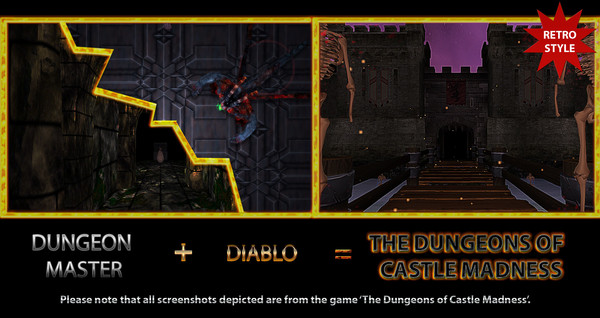 RETRO
STYLE
DUNGEON
MASTER
+
DIABLO
=
THE DUNGEONS OF
CASTLE MADNESS
Please note that all screenshots depicted are from the game ‘The Dungeons of Castle Madness’.